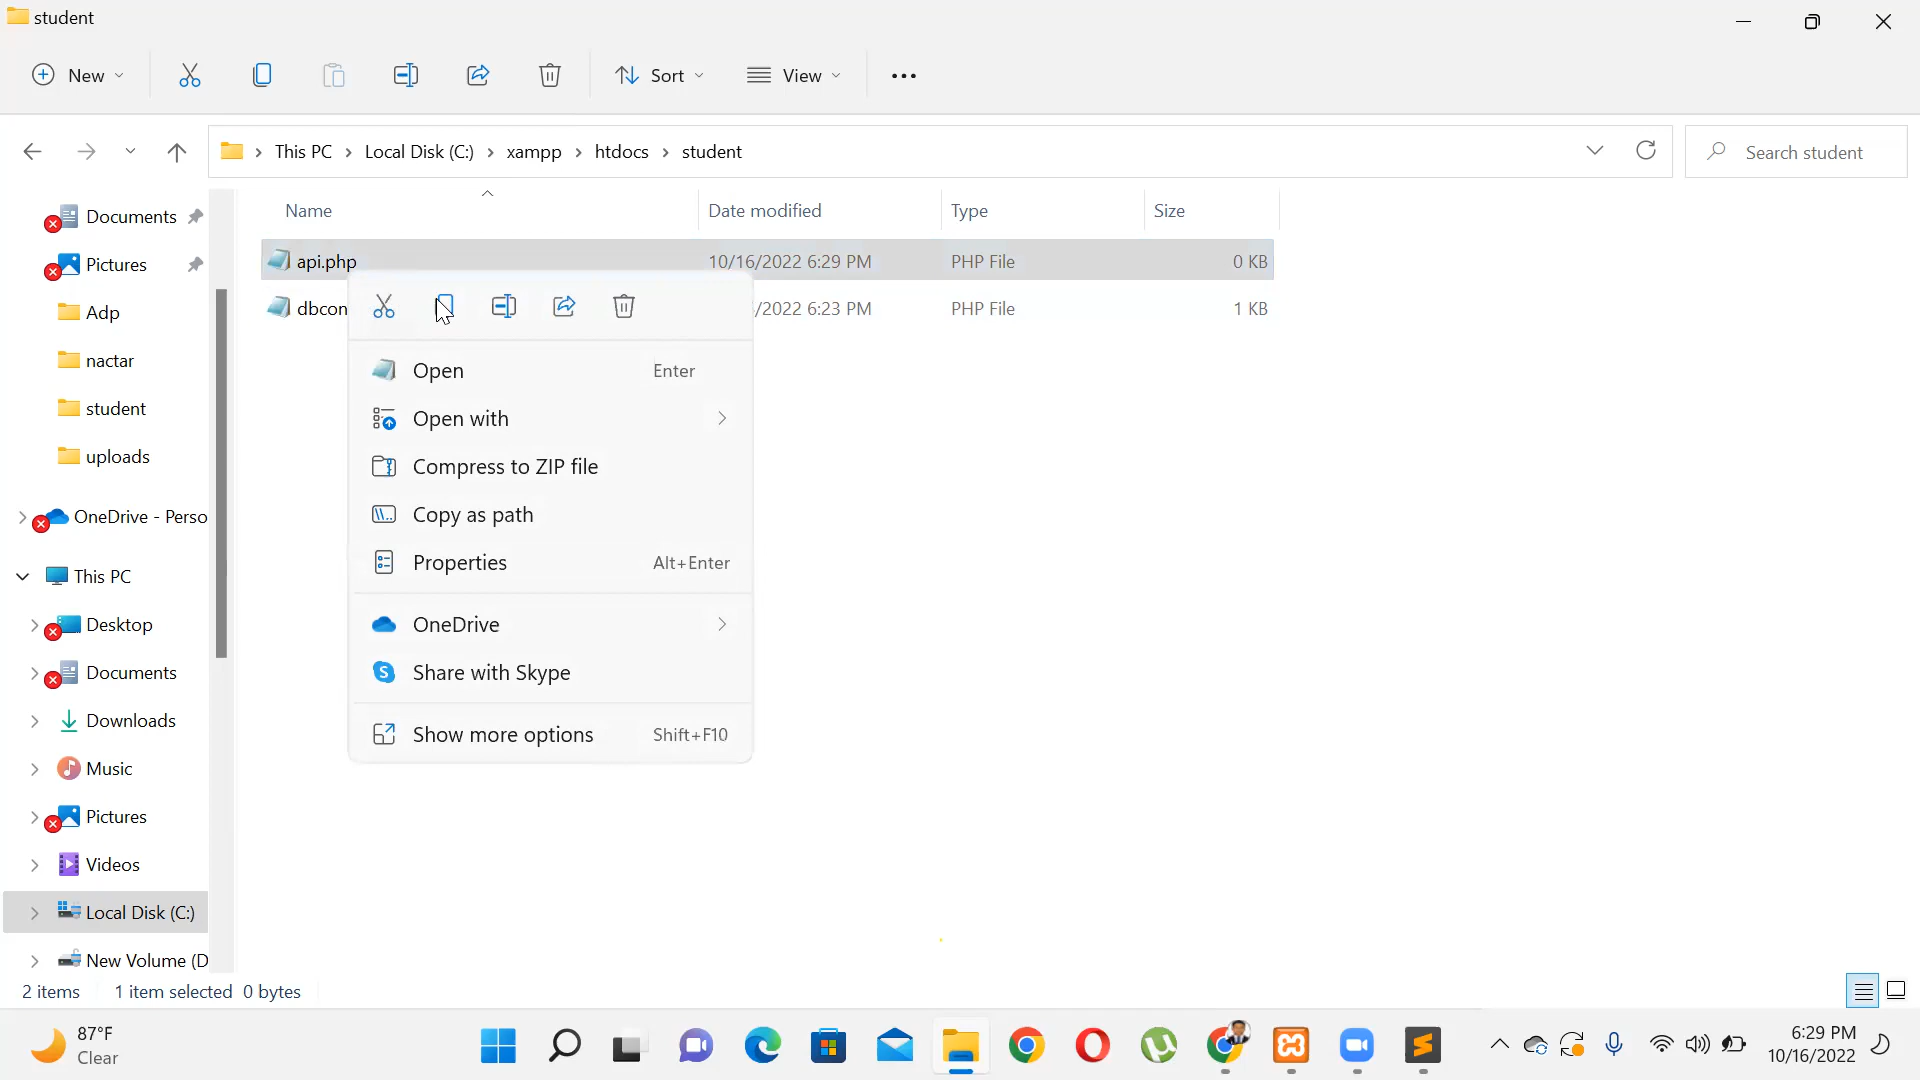 student
New
Sort
View
This PC > Local Disk (C:) > xampp > htdocs > student
Search student
Name
Date modified
Type
Size
api.php 10/16/2022 6:29 PM PHP File 0 KB
dbcon /2022 6:23 PM PHP File 1 KB
Documents
Pictures
Adp
nactar
student
uploads
OneDrive - Perso
This PC
Desktop
Documents
Downloads
Music
Pictures
Videos
Local Disk (C:)
New Volume (D
Open Enter
Open with
Compress to ZIP file
Copy as path
Properties Alt+Enter
OneDrive
Share with Skype
Show more options Shift+F10
2 items 1 item selected 0 bytes
87°F
Clear
6:29 PM
10/16/2022